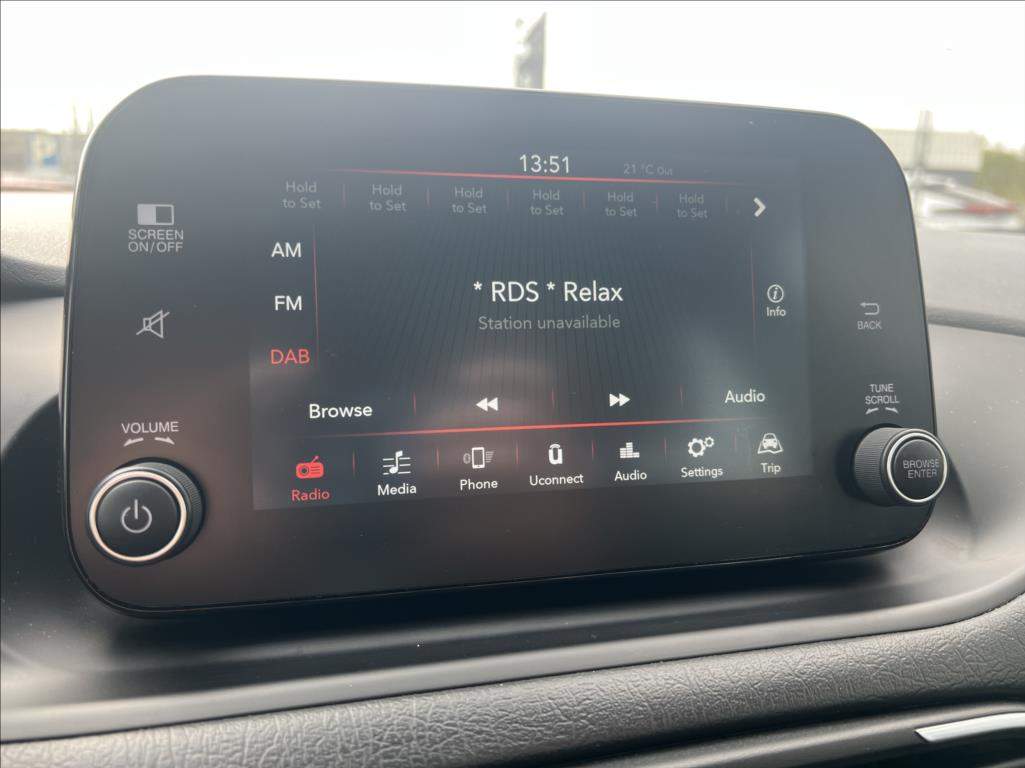 13:51
21 °C Out
Hold to Set
Hold to Set
Hold to Set
Hold to Set
Hold to Set
Hold to Set
SCREEN
ON/OFF
AM
FM
DAB
* RDS * Relax
Station unavailable
Info
BACK
Browse
Audio
TUNE
SCROLL
VOLUME
BROWSE
ENTER
Radio
Media
Phone
Uconnect
Audio
Settings
Trip
P